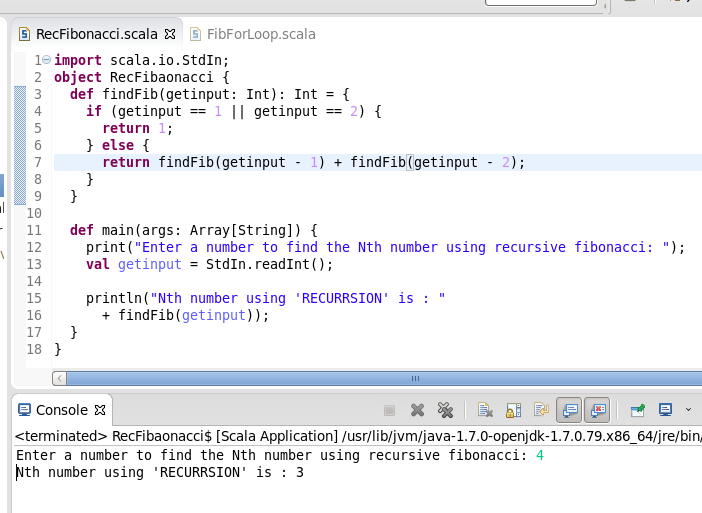 RecFibonacci.scala FibForLoop.scala
1 import scala.io.StdIn;
2 object RecFibaonacci {
3 def findFib(getinput: Int): Int = {
4 if (getinput == 1 || getinput == 2) {
5 return 1;
6 } else {
7 return findFib(getinput - 1) + findFib(getinput - 2);
8 }
9 }
10
11 def main(args: Array[String]) {
12 print("Enter a number to find the Nth number using recursive fibonacci: ");
13 val getinput = StdIn.readInt();
14
15 println("Nth number using 'RECURRSION' is : "
16 + findFib(getinput));
17 }
18 }
Console
<terminated> RecFibaonacci$ [Scala Application] /usr/lib/jvm/java-1.7.0-openjdk-1.7.0.79.x86_64/jre/bin/
Enter a number to find the Nth number using recursive fibonacci: 4
Nth number using 'RECURRSION' is : 3